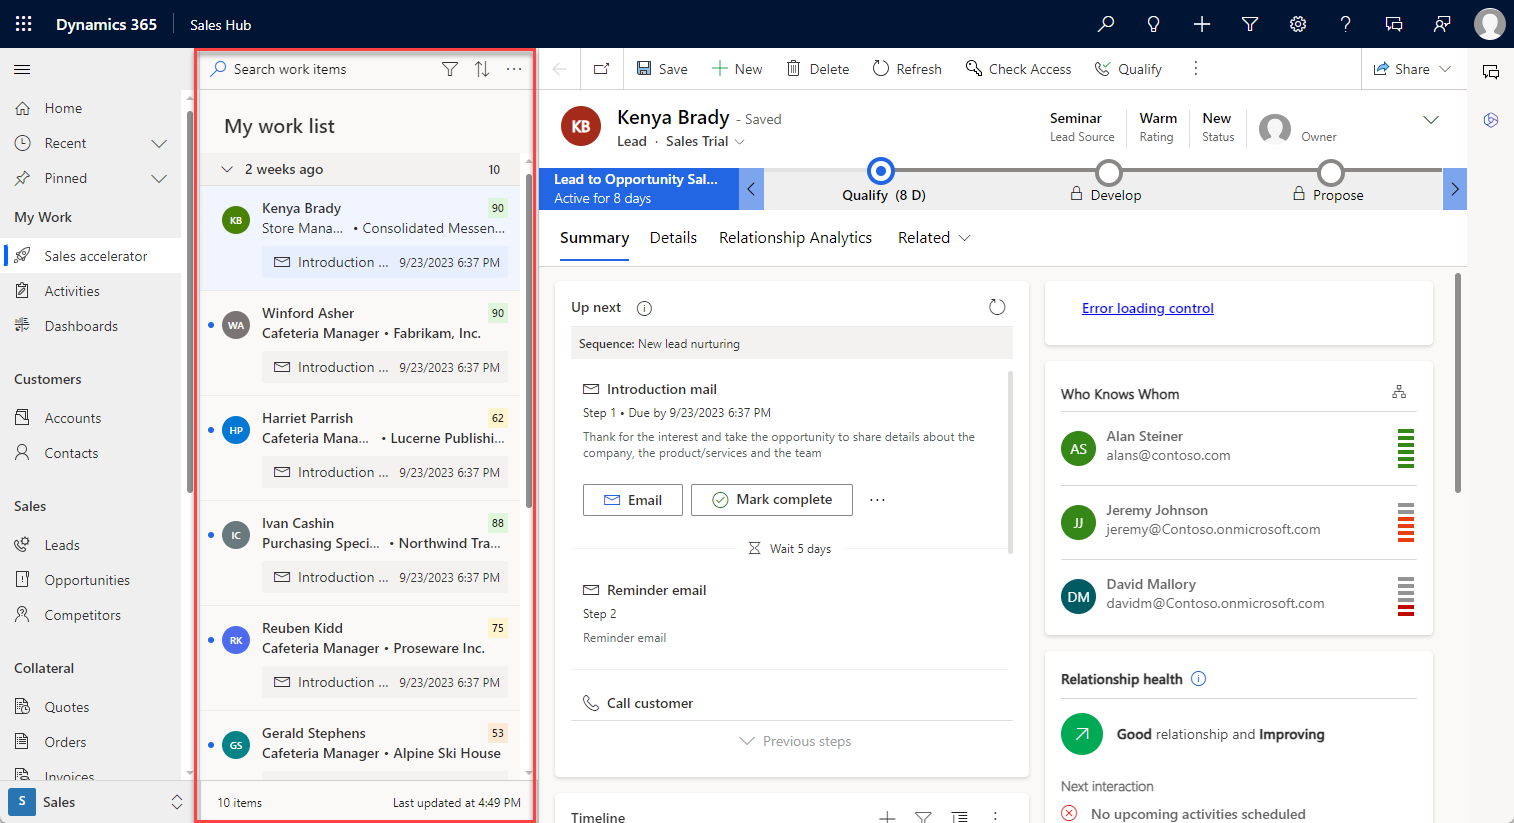 Dynamics 365
Sales Hub
Home
Recent
Pinned
My Work
Sales accelerator
Activities
Dashboards
Customers
Accounts
Contacts
Sales
Leads
Opportunities
Competitors
Collateral
Quotes
Orders
Invoices
S Sales
Search work items
My work list
2 weeks ago 10
KB Kenya Brady 90
Store Mana... • Consolidated Messen...
Introduction ... 9/23/2023 6:37 PM
WA Winford Asher 90
Cafeteria Manager • Fabrikam, Inc.
Introduction ... 9/23/2023 6:37 PM
HP Harriet Parrish 62
Cafeteria Mana... • Lucerne Publishi...
Introduction ... 9/23/2023 6:37 PM
IC Ivan Cashin 88
Purchasing Speci... • Northwind Tra...
Introduction ... 9/23/2023 6:37 PM
RK Reuben Kidd 75
Cafeteria Manager • Proseware Inc.
Introduction ... 9/23/2023 6:37 PM
GS Gerald Stephens 53
Cafeteria Manager • Alpine Ski House
10 items Last updated at 4:49 PM
Save New Delete Refresh Check Access Qualify Share
KB Kenya Brady - Saved
Lead · Sales Trial
Seminar
Lead Source
Warm
Rating
New
Status
Owner
Lead to Opportunity Sal...
Active for 8 days
Qualify (8 D)
Develop
Propose
Summary Details Relationship Analytics Related
Up next
Sequence: New lead nurturing
Introduction mail
Step 1 • Due by 9/23/2023 6:37 PM
Thank for the interest and take the opportunity to share details about the
company, the product/services and the team
Email Mark complete ...
Wait 5 days
Reminder email
Step 2
Reminder email
Call customer
Previous steps
Timeline
Error loading control
Who Knows Whom
AS Alan Steiner
alans@contoso.com
JJ Jeremy Johnson
jeremy@Contoso.onmicrosoft.com
DM David Mallory
davidm@Contoso.onmicrosoft.com
Relationship health
Good relationship and Improving
Next interaction
No upcoming activities scheduled